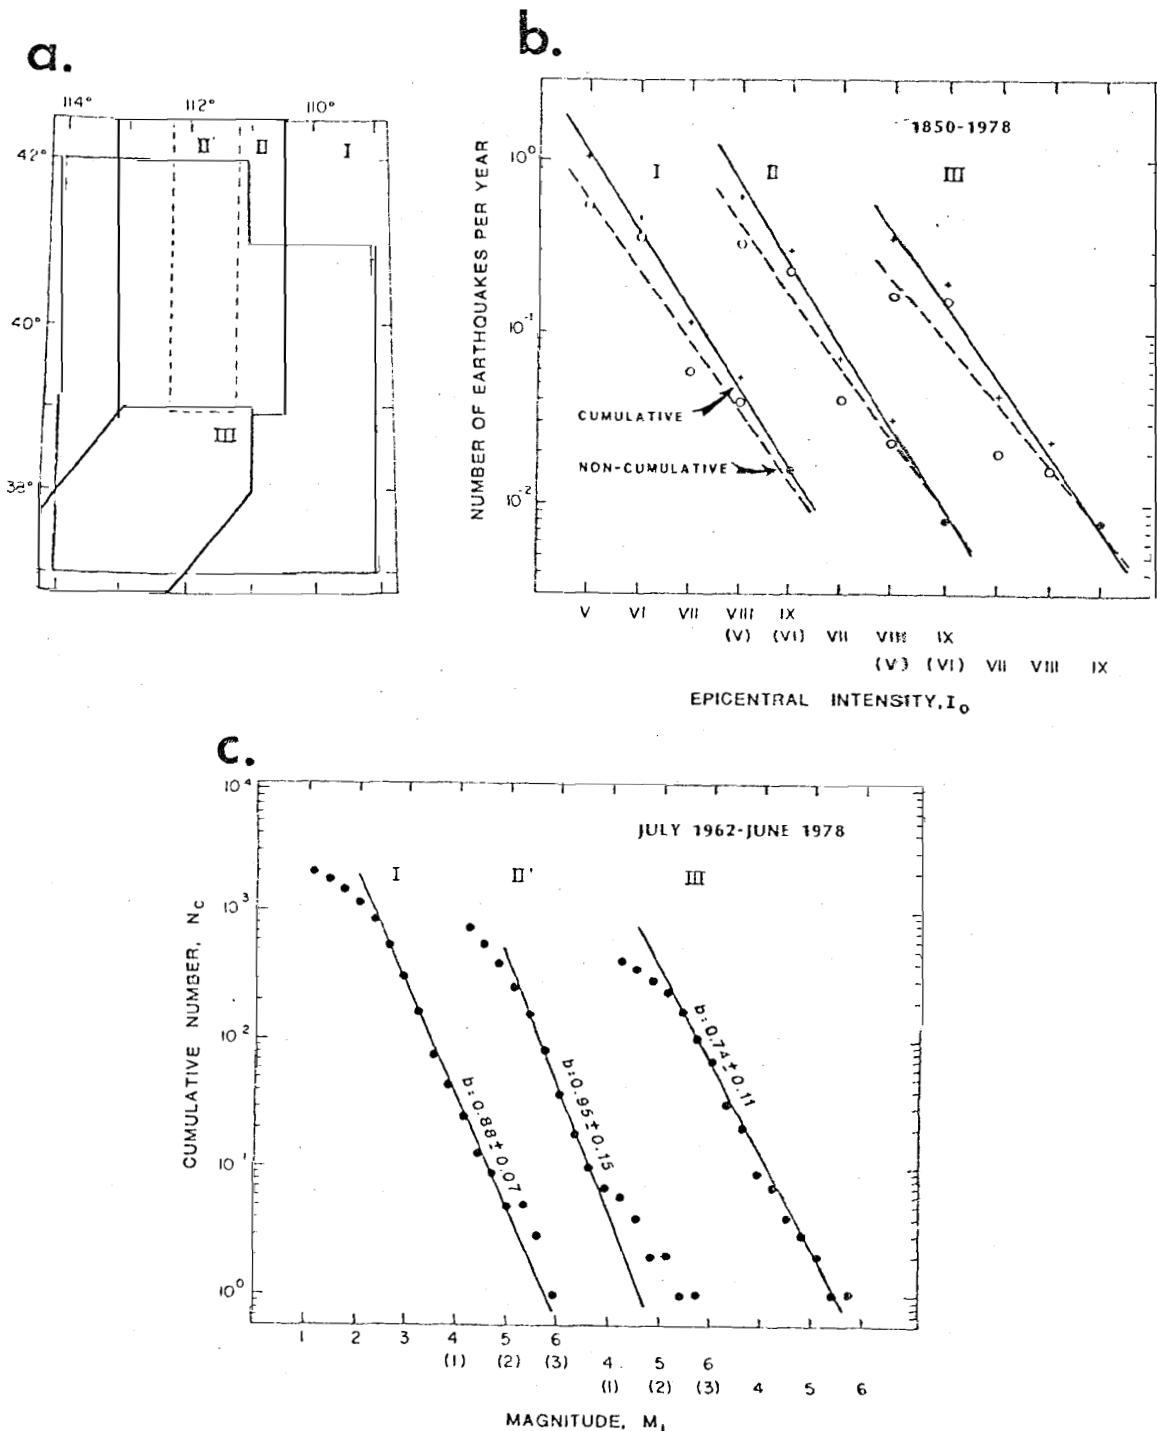 a.
114° 112° 110°
II' II I
42°
40°
III
38°
b.
1850-1978
NUMBER OF EARTHQUAKES PER YEAR
10⁰
I II III
10⁻¹
CUMULATIVE
NON-CUMULATIVE
10⁻²
V VI VII VIII IX
(V) (VI) VII VIII IX
(V) (VI) VII VIII IX
EPICENTRAL INTENSITY, I₀
c.
10⁴
JULY 1962-JUNE 1978
I II' III
CUMULATIVE NUMBER, N_C
10³
10²
10¹
10⁰
b=0.88±0.07
b=0.95±0.15
b=0.74±0.11
1 2 3 4 5 6
(1) (2) (3) 4 5 6
(1) (2) (3) 4 5 6
MAGNITUDE, M_L